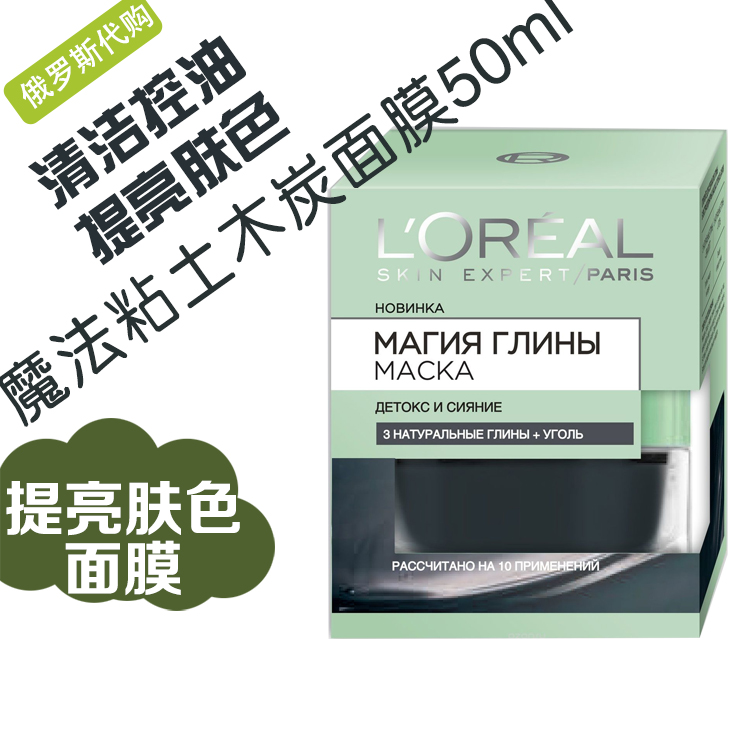 俄罗斯代购
清洁控油
提亮肤色
魔法粘土木炭面膜50ml
L'ORÉAL
SKIN EXPERT/PARIS
НОВИНКА
МАГИЯ ГЛИНЫ
МАСКА
ДЕТОКС И СИЯНИЕ
3 НАТУРАЛЬНЫЕ ГЛИНЫ + УГОЛЬ
РАССЧИТАНО НА 10 ПРИМЕНЕНИЙ
提亮肤色
面膜